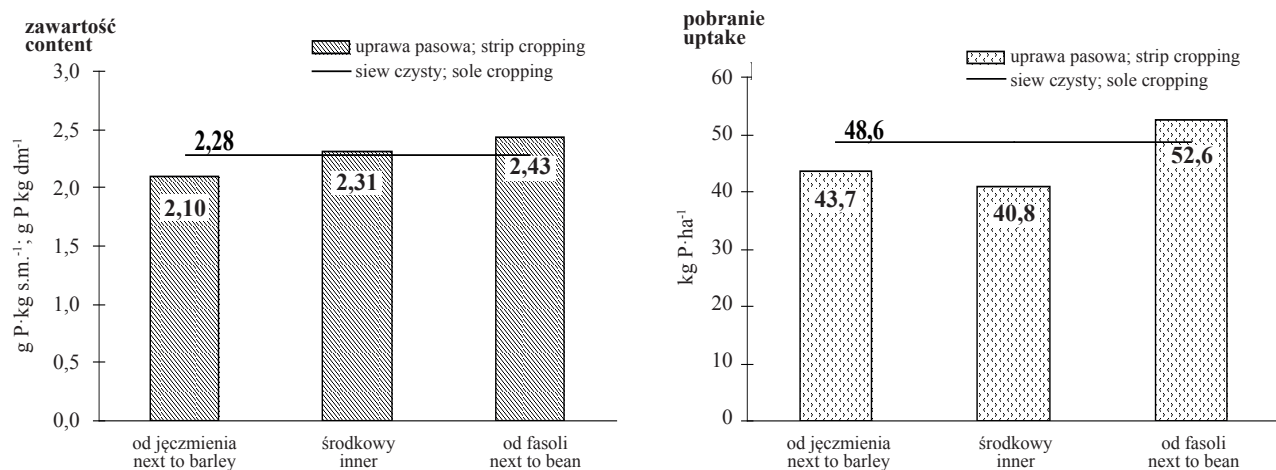 zawartość
content
uprawa pasowa; strip cropping
siew czysty; sole cropping
g P·kg s.m.-1; g P kg dm-1
3,0
2,5
2,0
1,5
1,0
0,5
0,0
2,28
2,10
2,31
2,43
od jęczmienia
next to barley
środkowy
inner
od fasoli
next to bean
pobranie
uptake
uprawa pasowa; strip cropping
siew czysty; sole cropping
kg P·ha-1
60
50
40
30
20
10
0
48,6
43,7
40,8
52,6
od jęczmienia
next to barley
środkowy
inner
od fasoli
next to bean